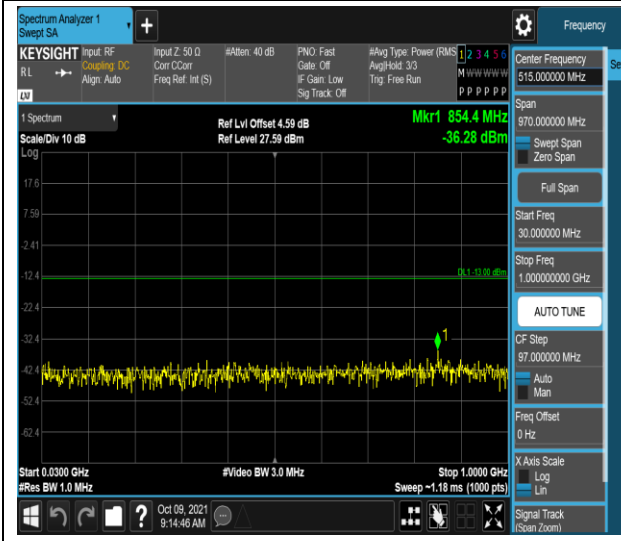 Spectrum Analyzer 1
Swept SA
Frequency
KEYSIGHT
RL
LXI
Input: RF
Coupling: DC
Align: Auto
Input Z: 50 Ω
Corr CCorr
Freq Ref: Int (S)
#Atten: 40 dB
PNO: Fast
Gate: Off
IF Gain: Low
Sig Track: Off
#Avg Type: Power (RMS
Avg|Hold: 3/3
Trig: Free Run
1 2 3 4 5 6
M W W W W W
P P P P P P
1 Spectrum
Scale/Div 10 dB
Log
Ref Lvl Offset 4.59 dB
Ref Level 27.59 dBm
Mkr1 854.4 MHz
-36.28 dBm
17.6
7.59
-2.41
-12.4
-22.4
-32.4
-42.4
-52.4
-62.4
DL1 -13.00 dBm
1
Start 0.0300 GHz
#Res BW 1.0 MHz
#Video BW 3.0 MHz
Stop 1.0000 GHz
Sweep ~1.18 ms (1000 pts)
Oct 09, 2021
9:14:46 AM
?
Center Frequency
515.000000 MHz
Se
Span
970.000000 MHz
Swept Span
Zero Span
Full Span
Start Freq
30.000000 MHz
Stop Freq
1.000000000 GHz
AUTO TUNE
CF Step
97.000000 MHz
Auto
Man
Freq Offset
0 Hz
X Axis Scale
Log
Lin
Signal Track
(Span Zoom)